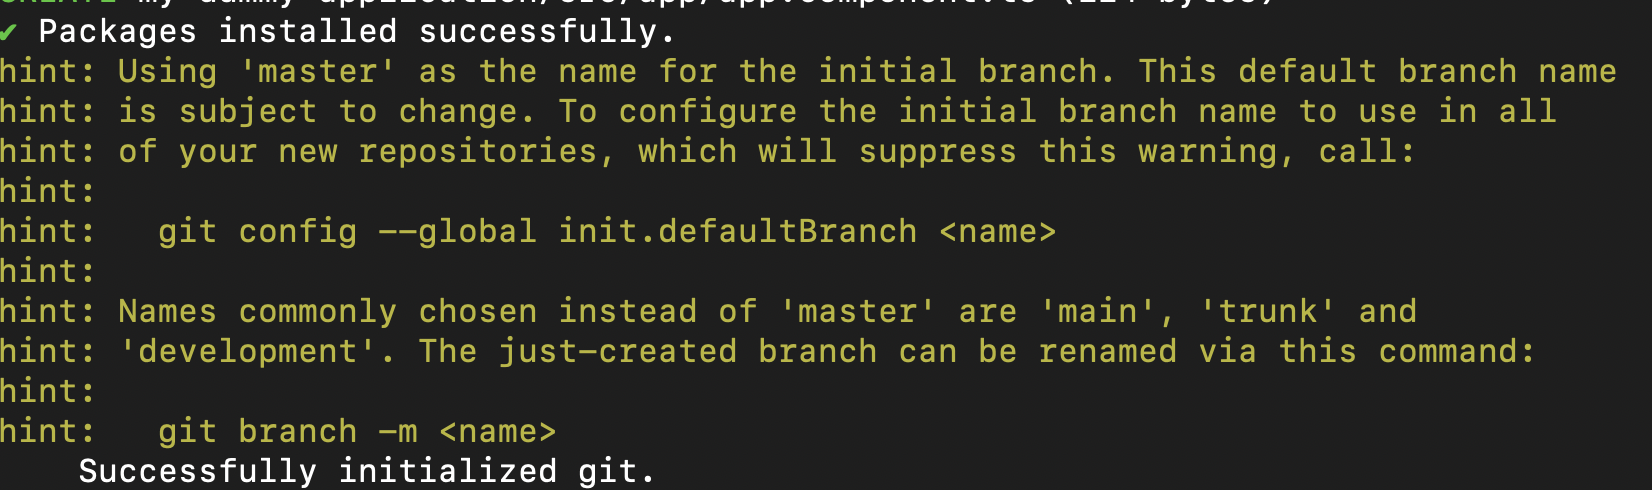 ✔ Packages installed successfully.
hint: Using 'master' as the name for the initial branch. This default branch name
hint: is subject to change. To configure the initial branch name to use in all
hint: of your new repositories, which will suppress this warning, call:
hint:
hint:   git config --global init.defaultBranch <name>
hint:
hint: Names commonly chosen instead of 'master' are 'main', 'trunk' and
hint: 'development'. The just-created branch can be renamed via this command:
hint:
hint:   git branch -m <name>
    Successfully initialized git.